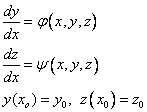 dy/dx = φ(x, y, z)
dz/dx = ψ(x, y, z)
y(x₀) = y₀, z(x₀) = z₀